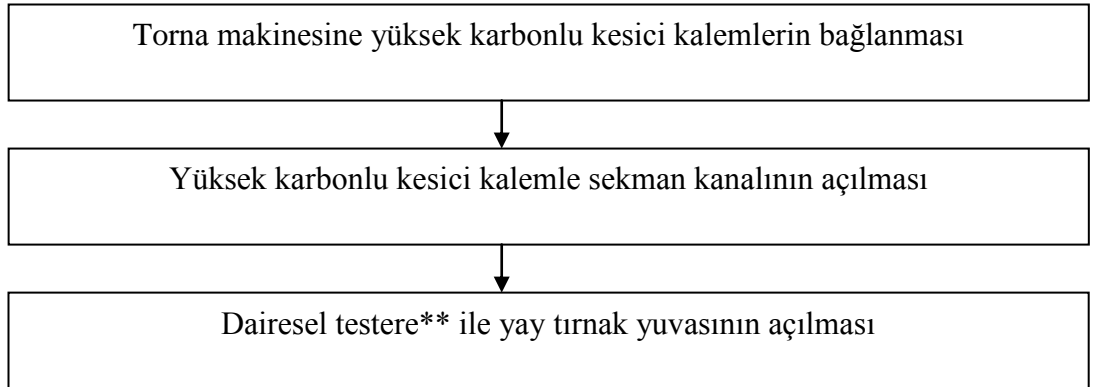 Torna makinesine yüksek karbonlu kesici kalemlerin bağlanması
Yüksek karbonlu kesici kalemle sekman kanalının açılması
Dairesel testere** ile yay tırnak yuvasının açılması